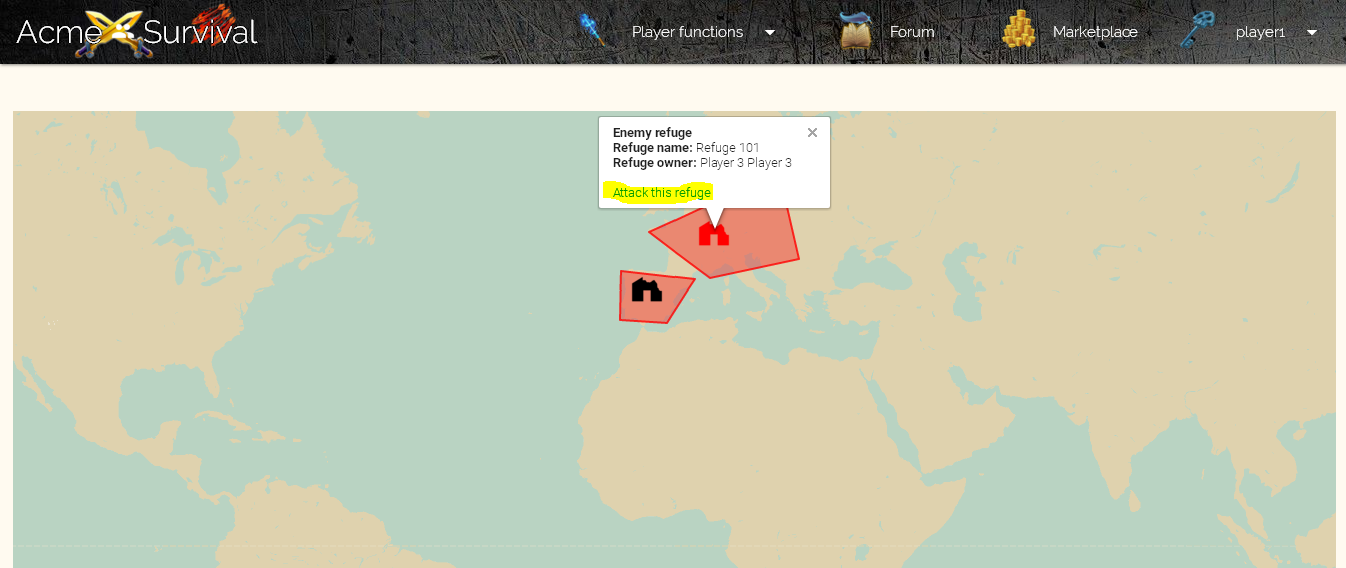 Acme Survival
Player functions
Forum
Marketplace
player1
Enemy refuge
Refuge name: Refuge 101
Refuge owner: Player 3 Player 3
Attack this refuge